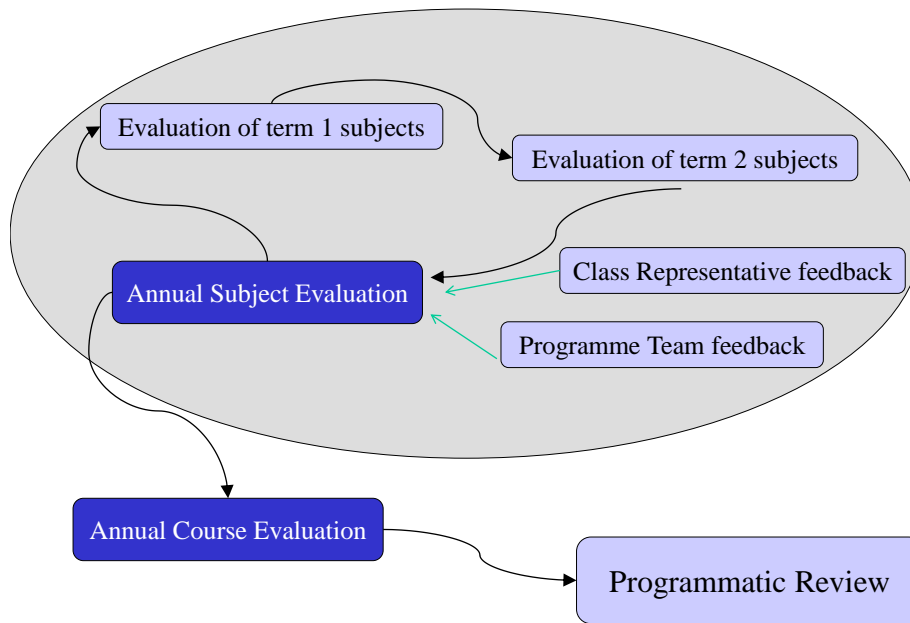 Evaluation of term 1 subjects
Evaluation of term 2 subjects
Class Representative feedback
Annual Subject Evaluation
Programme Team feedback
Annual Course Evaluation
Programmatic Review